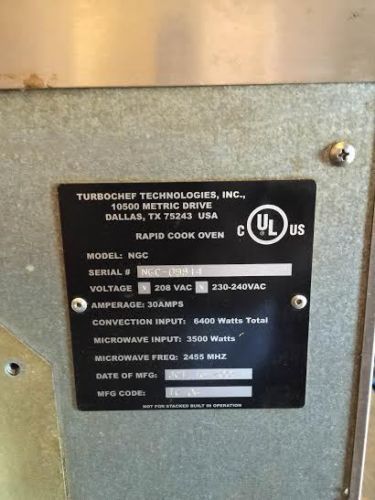 TURBOCHEF TECHNOLOGIES, INC.,
10500 METRIC DRIVE
DALLAS, TX 75243 USA
RAPID COOK OVEN
C UL US
MODEL: NGC
SERIAL # NGC-09814
VOLTAGE 208 VAC X 230-240VAC
AMPERAGE: 30AMPS
CONVECTION INPUT: 6400 Watts Total
MICROWAVE INPUT: 3500 Watts
MICROWAVE FREQ: 2455 MHZ
DATE OF MFG:
MFG CODE:
NOT FOR STACKED BUILT IN OPERATION